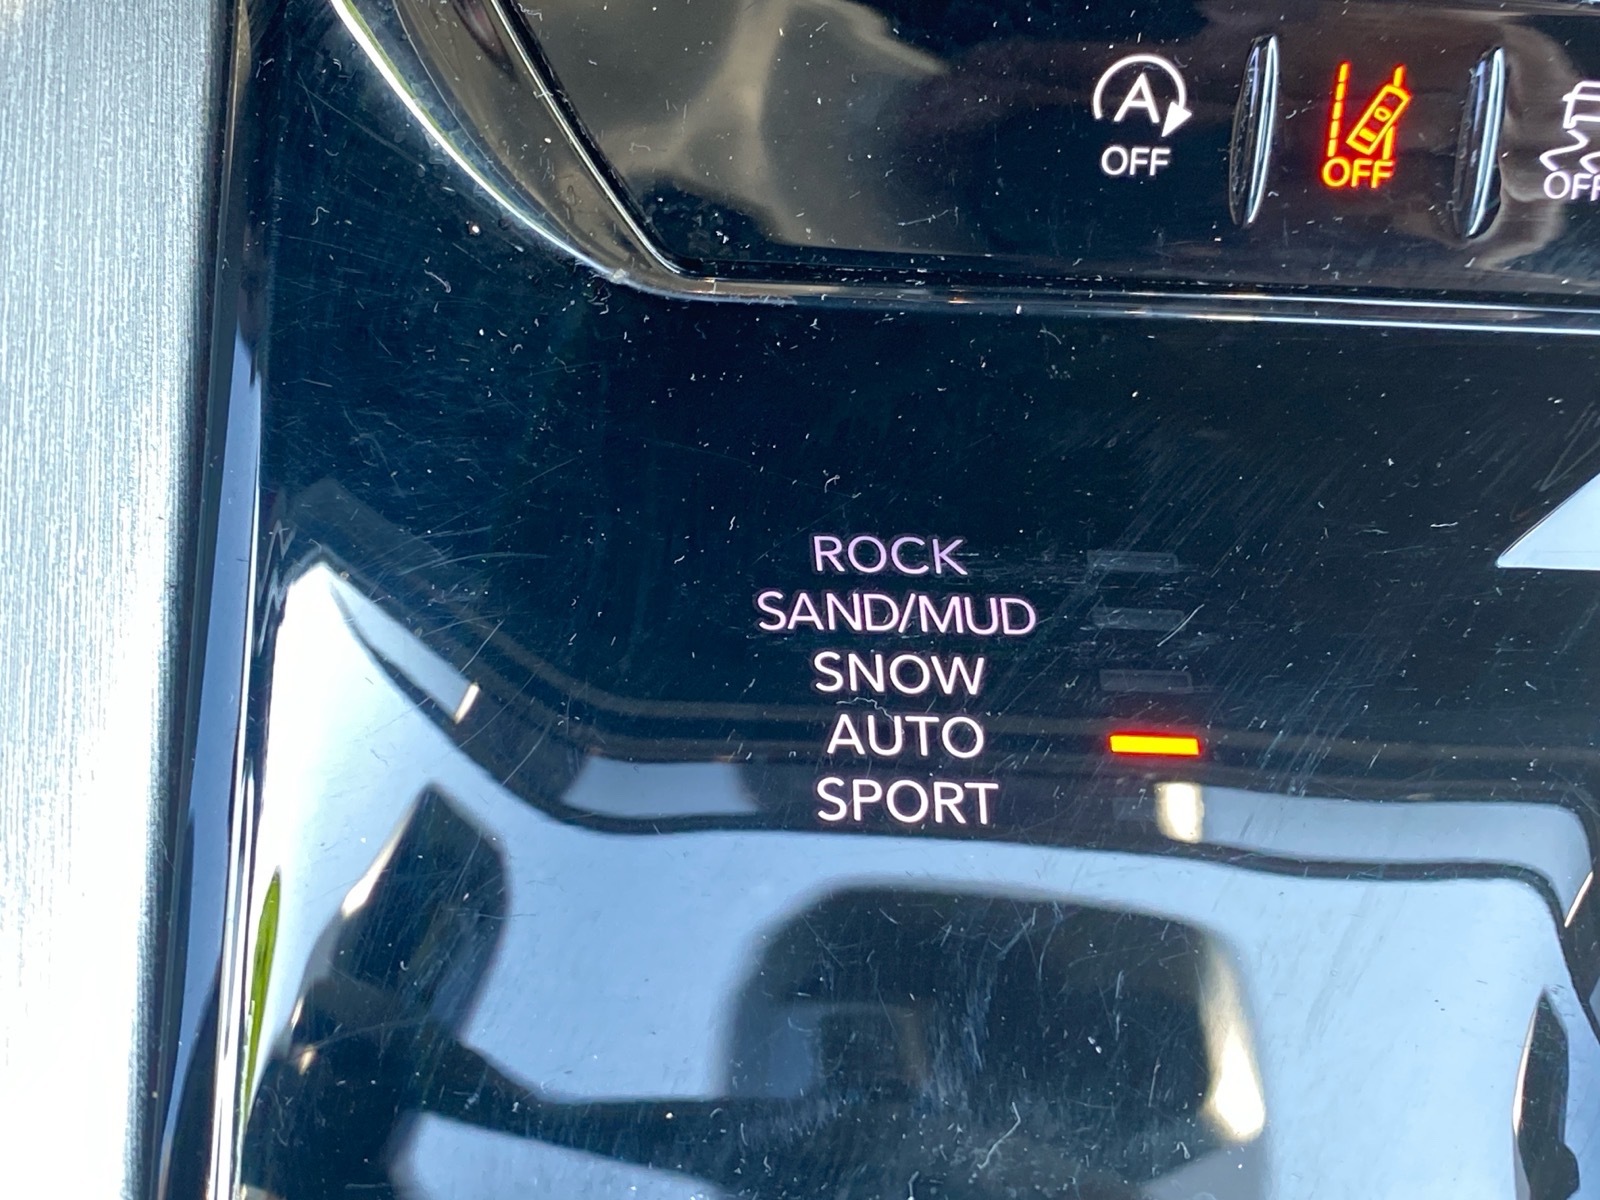 A
OFF
OFF
OFF
ROCK
SAND/MUD
SNOW
AUTO
SPORT